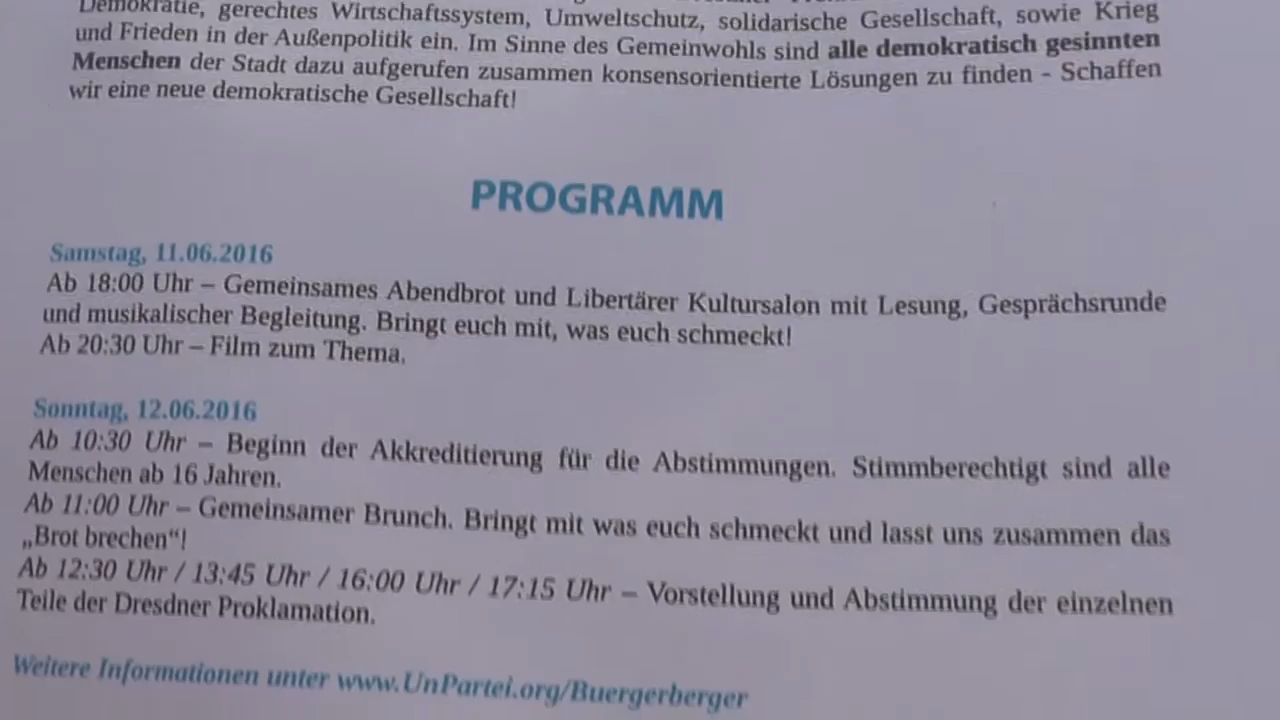 Demokratie, gerechtes Wirtschaftssystem, Umweltschutz, solidarische Gesellschaft, sowie Krieg
und Frieden in der Außenpolitik ein. Im Sinne des Gemeinwohls sind alle demokratisch gesinnten
Menschen der Stadt dazu aufgerufen zusammen konsensorientierte Lösungen zu finden - Schaffen
wir eine neue demokratische Gesellschaft!
PROGRAMM
Samstag, 11.06.2016
Ab 18:00 Uhr – Gemeinsames Abendbrot und Libertärer Kultursalon mit Lesung, Gesprächsrunde
und musikalischer Begleitung. Bringt euch mit, was euch schmeckt!
Ab 20:30 Uhr – Film zum Thema.
Sonntag, 12.06.2016
Ab 10:30 Uhr – Beginn der Akkreditierung für die Abstimmungen. Stimmberechtigt sind alle
Menschen ab 16 Jahren.
Ab 11:00 Uhr – Gemeinsamer Brunch. Bringt mit was euch schmeckt und lasst uns zusammen das
„Brot brechen“!
Ab 12:30 Uhr / 13:45 Uhr / 16:00 Uhr / 17:15 Uhr – Vorstellung und Abstimmung der einzelnen
Teile der Dresdner Proklamation.
Weitere Informationen unter www.UnPartei.org/Buergerberger